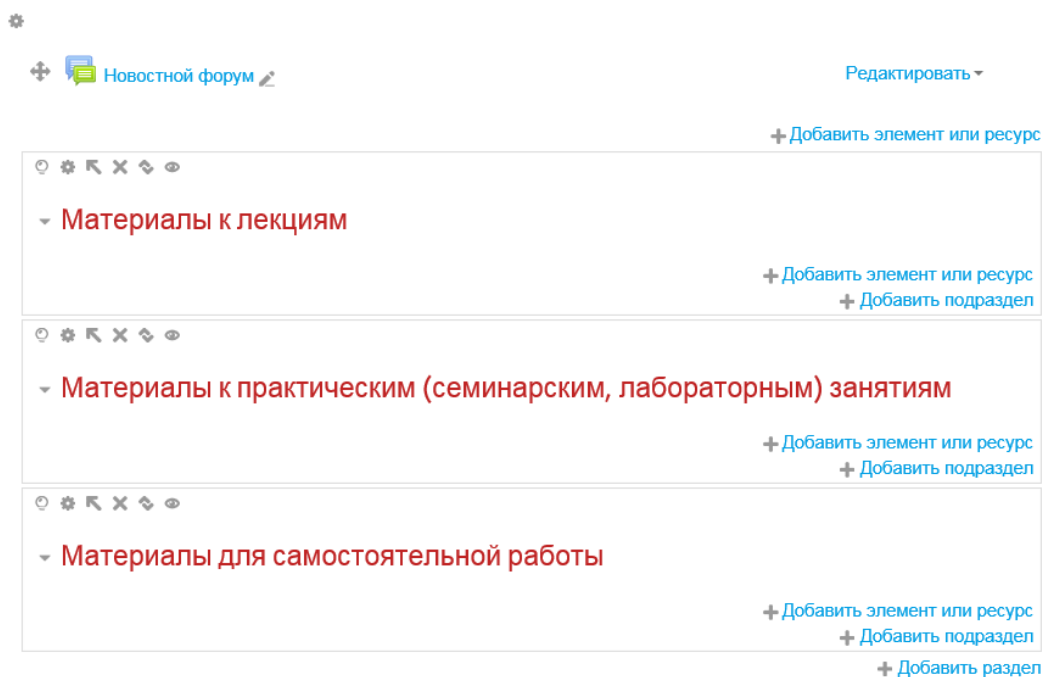 Новостной форум
Редактировать
Добавить элемент или ресурс
Материалы к лекциям
Добавить элемент или ресурс
Добавить подраздел
Материалы к практическим (семинарским, лабораторным) занятиям
Добавить элемент или ресурс
Добавить подраздел
Материалы для самостоятельной работы
Добавить элемент или ресурс
Добавить подраздел
Добавить раздел